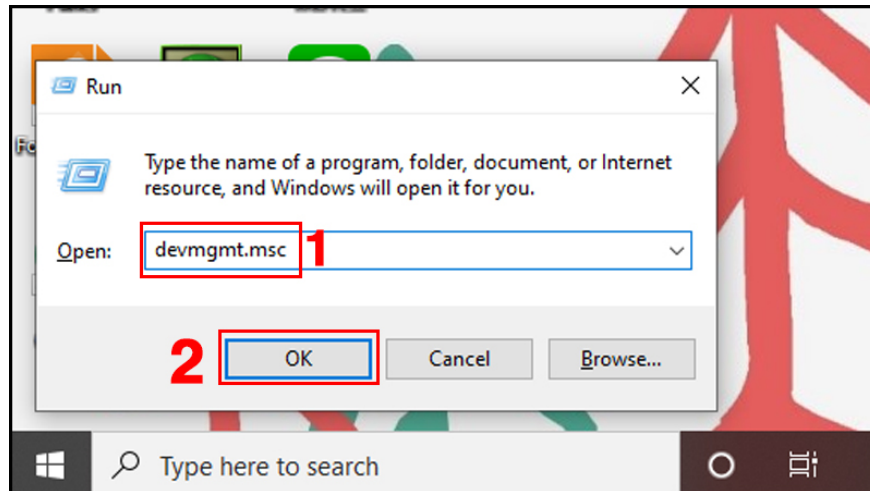 Run
Type the name of a program, folder, document, or Internet
resource, and Windows will open it for you.
Open: devmgmt.msc 1
2 OK Cancel Browse...
Type here to search